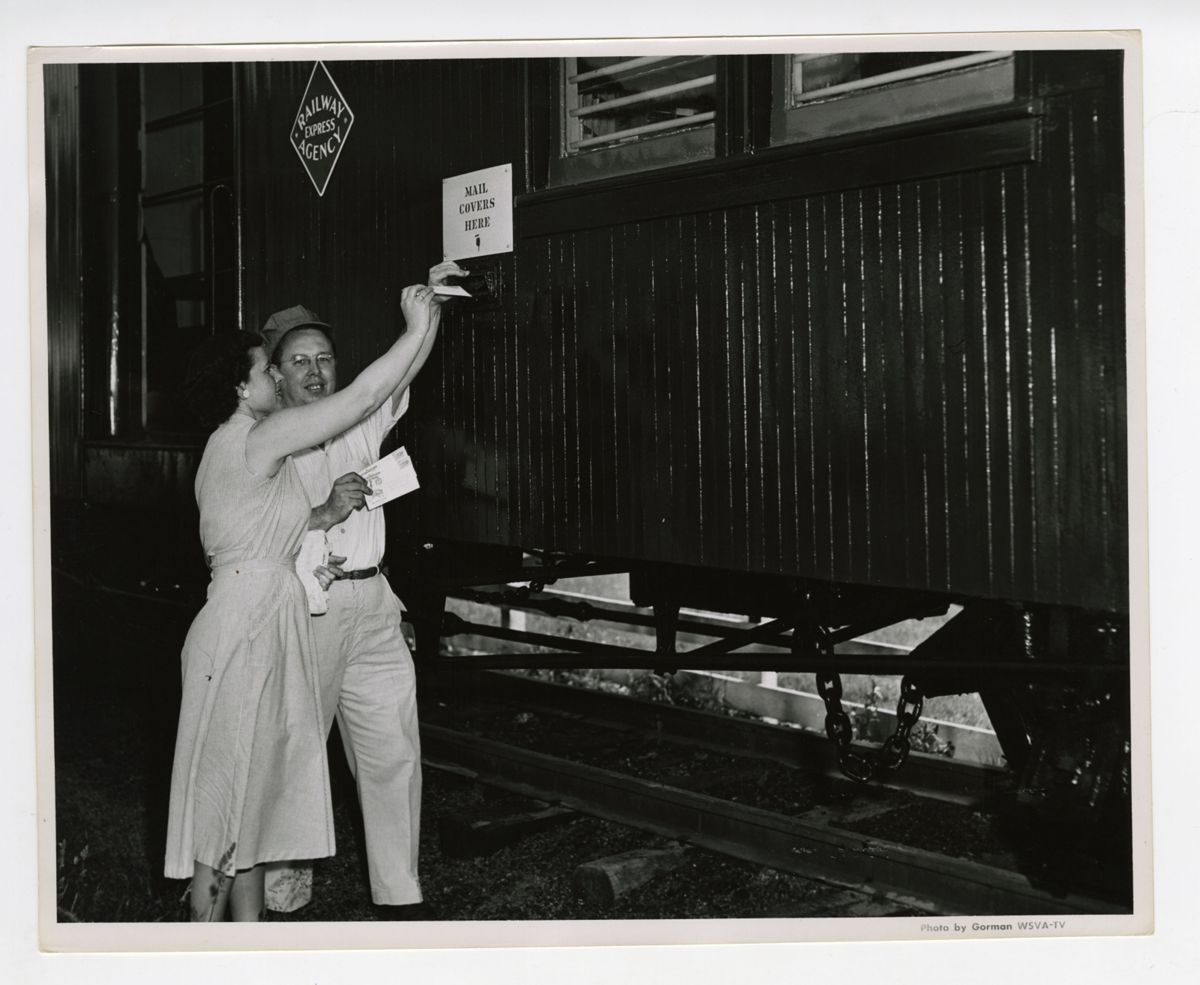 RAILWAY
EXPRESS
AGENCY
MAIL
COVERS
HERE
Photo by Gorman WSVA-TV